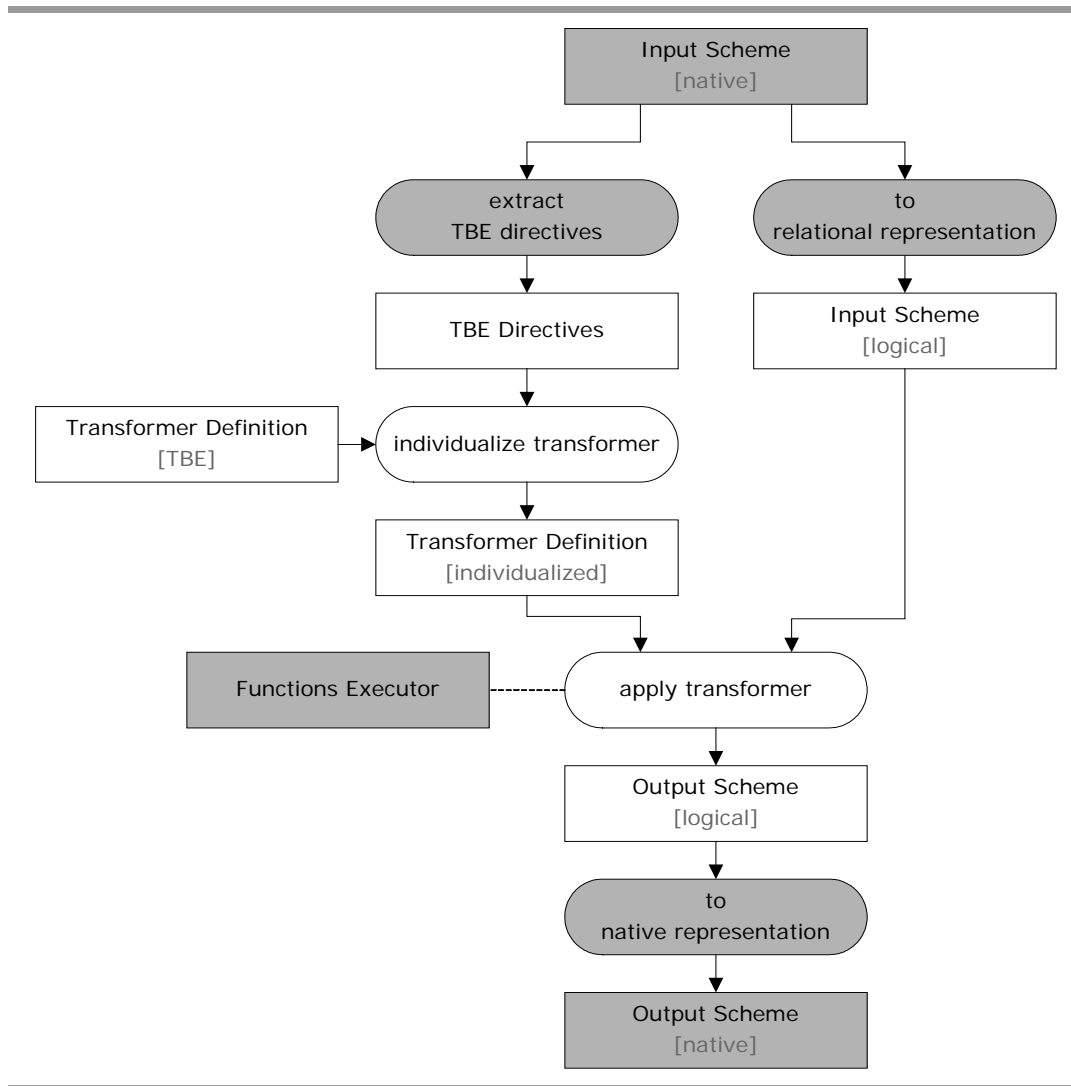 Input Scheme
[native]
extract
TBE directives
to
relational representation
TBE Directives
Input Scheme
[logical]
Transformer Definition
[TBE]
individualize transformer
Transformer Definition
[individualized]
Functions Executor
apply transformer
Output Scheme
[logical]
to
native representation
Output Scheme
[native]